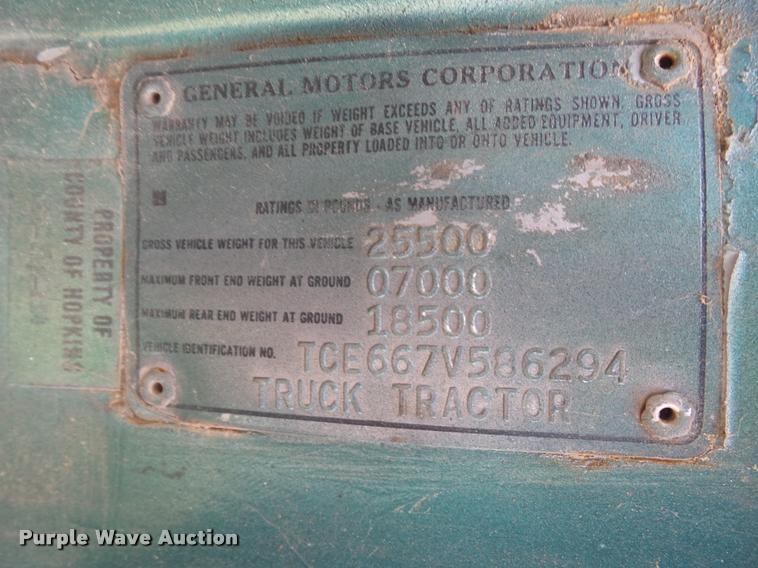 GENERAL MOTORS CORPORATION
WARRANTY MAY BE VOIDED IF WEIGHT EXCEEDS ANY OF RATINGS SHOWN. GROSS
VEHICLE WEIGHT INCLUDES WEIGHT OF BASE VEHICLE, ALL ADDED EQUIPMENT, DRIVER
AND PASSENGERS, AND ALL PROPERTY LOADED INTO OR ONTO VEHICLE.
RATINGS IN POUNDS - AS MANUFACTURED
GROSS VEHICLE WEIGHT FOR THIS VEHICLE 25500
MAXIMUM FRONT END WEIGHT AT GROUND 07000
MAXIMUM REAR END WEIGHT AT GROUND 18500
VEHICLE IDENTIFICATION NO. TCE667V586294
TRUCK TRACTOR
PROPERTY OF
COUNTY OF HOPKINS
Purple Wave Auction